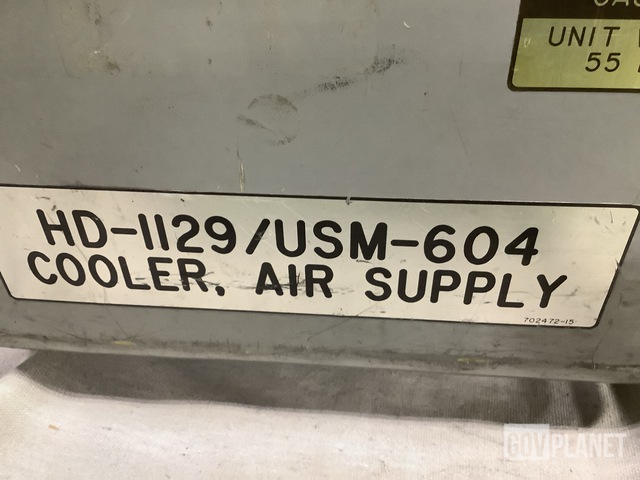 UNIT
55
HD-1129/USM-604
COOLER, AIR SUPPLY
702472-15
GOVPLANET